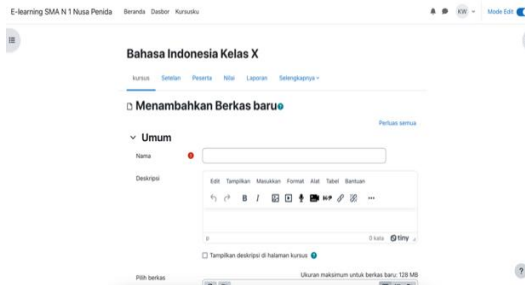 E-learning SMA N 1 Nusa Penida Beranda Dasbor Kursusku KW Mode Edit
Bahasa Indonesia Kelas X
Kursus Setelan Peserta Nilai Laporan Selengkapnya
Menambahkan Berkas baru
Perluas semua
Umum
Nama
Deskripsi
Edit Tampilkan Masukkan Format Alat Tabel Bantuan
B I H-P
p 0 kata tiny
Tampilkan deskripsi di halaman kursus
Pilih berkas Ukuran maksimum untuk berkas baru: 128 MB